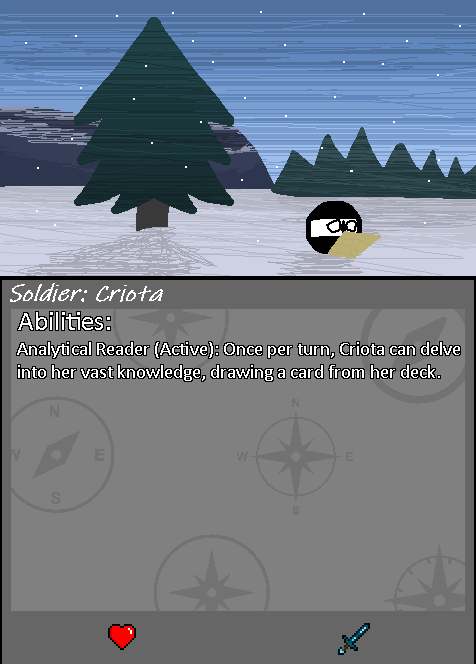 Soldier: Criota
Abilities:
Analytical Reader (Active): Once per turn, Criota can delve
into her vast knowledge, drawing a card from her deck.
N
W E
S
N
W E
S